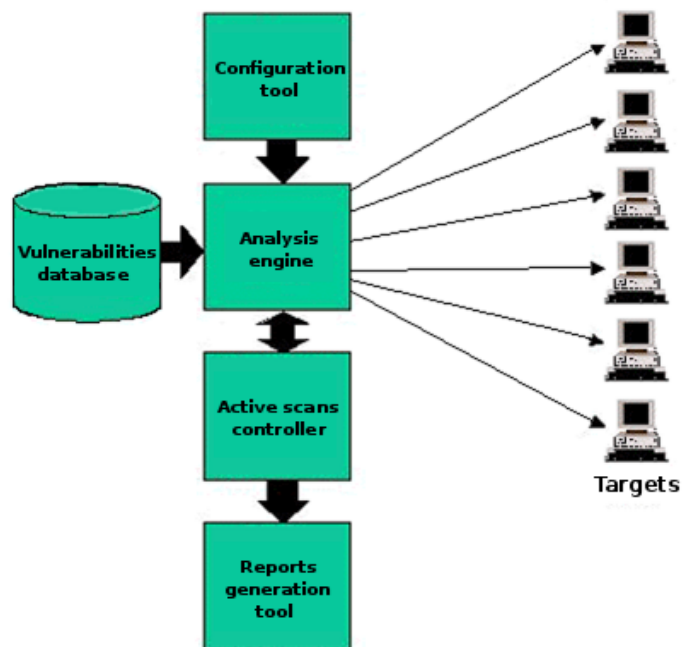 Configuration
tool
Vulnerabilities
database
Analysis
engine
Active scans
controller
Targets
Reports
generation
tool